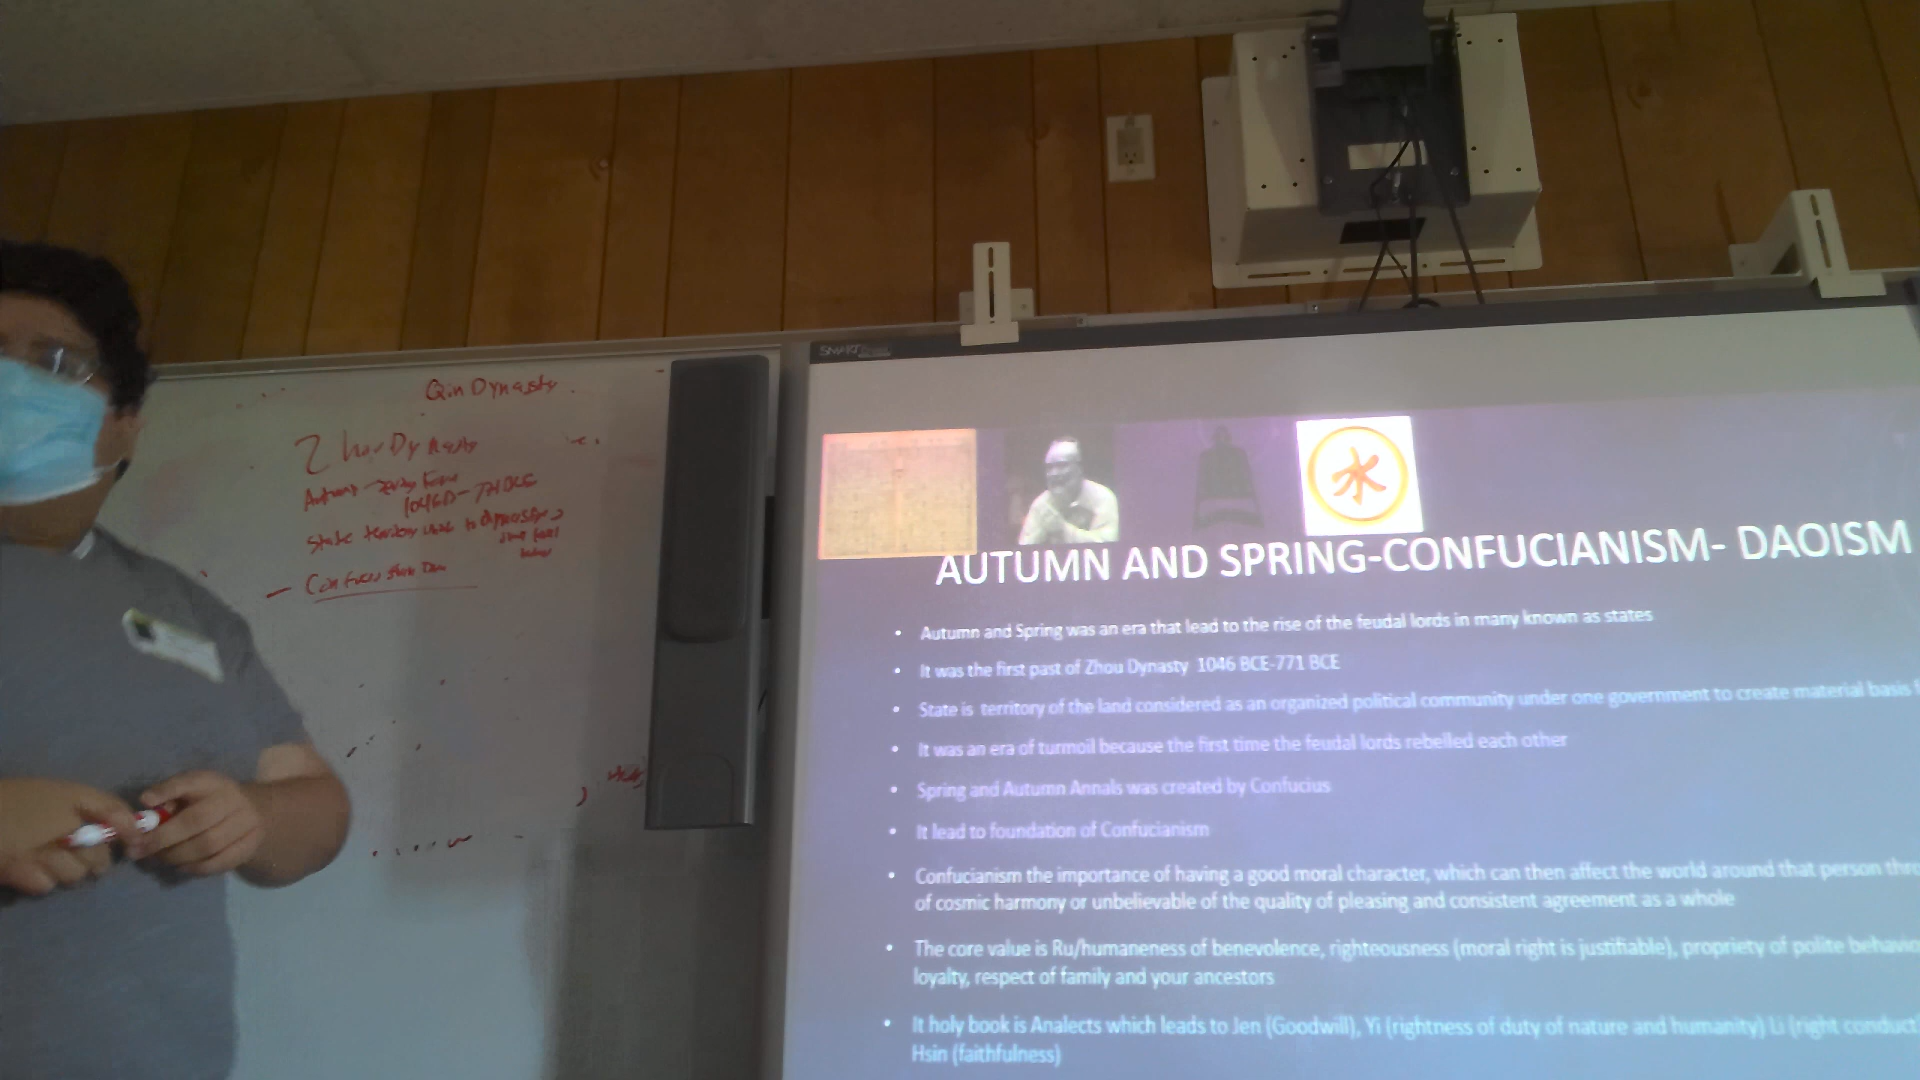 Qin Dynasty
Zhou Dynasty
1046
State territory
SMART
水
AUTUMN AND SPRING-CONFUCIANISM- DAOISM
• Autumn and Spring was an era that lead to the rise of the feudal lords in many known as states
• It was the first past of Zhou Dynasty 1046 BCE-771 BCE
• State is territory of the land considered as an organized political community under one government to create material basis
• It was an era of turmoil because the first time the feudal lords rebelled each other
• Spring and Autumn Annals was created by Confucius
• It lead to foundation of Confucianism
• Confucianism the importance of having a good moral character, which can then affect the world around that person thro
of cosmic harmony or unbelievable of the quality of pleasing and consistent agreement as a whole
• The core value is Ru/humaneness of benevolence, righteousness (moral right is justifiable), propriety of polite behavio
loyalty, respect of family and your ancestors
• It holy book is Analects which leads to Jen (Goodwill), Yi (rightness of duty of nature and humanity) Li (right conduct
Hsin (faithfulness)